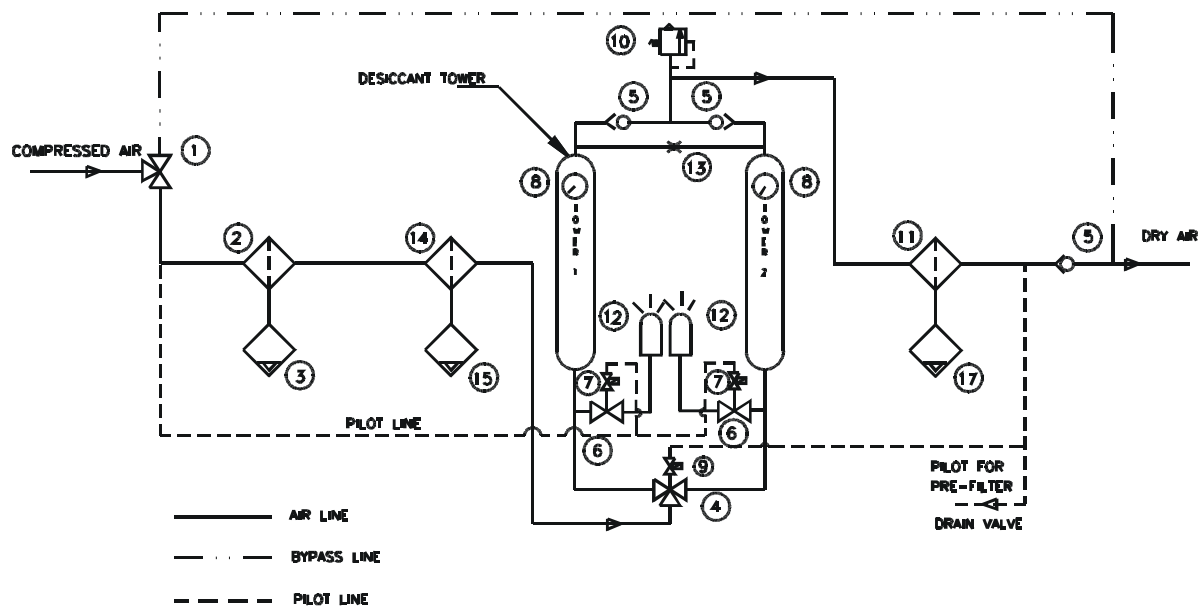 10
DESICCANT TOWER
5
5
COMPRESSED AIR
1
13
8
8
TOWER 1
TOWER 2
2
14
11
5
DRY AIR
12
12
3
15
7
7
17
PILOT LINE
6
6
9
4
PILOT FOR
PRE-FILTER
DRAIN VALVE
AIR LINE
BYPASS LINE
PILOT LINE